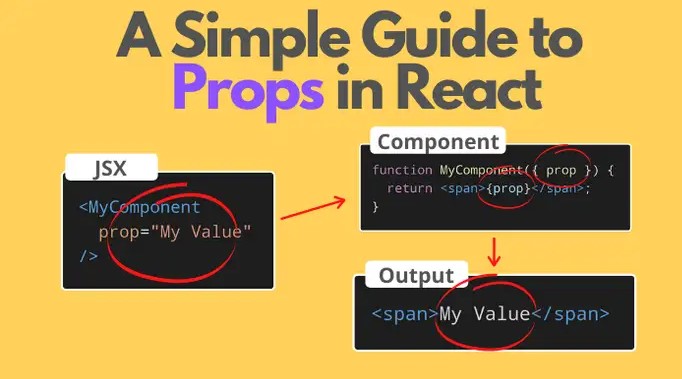 A Simple Guide to
Props in React
JSX
<MyComponent
prop="My Value"
/>
Component
function MyComponent({ prop }) {
return <span>{prop}</span>;
}
Output
<span>My Value</span>